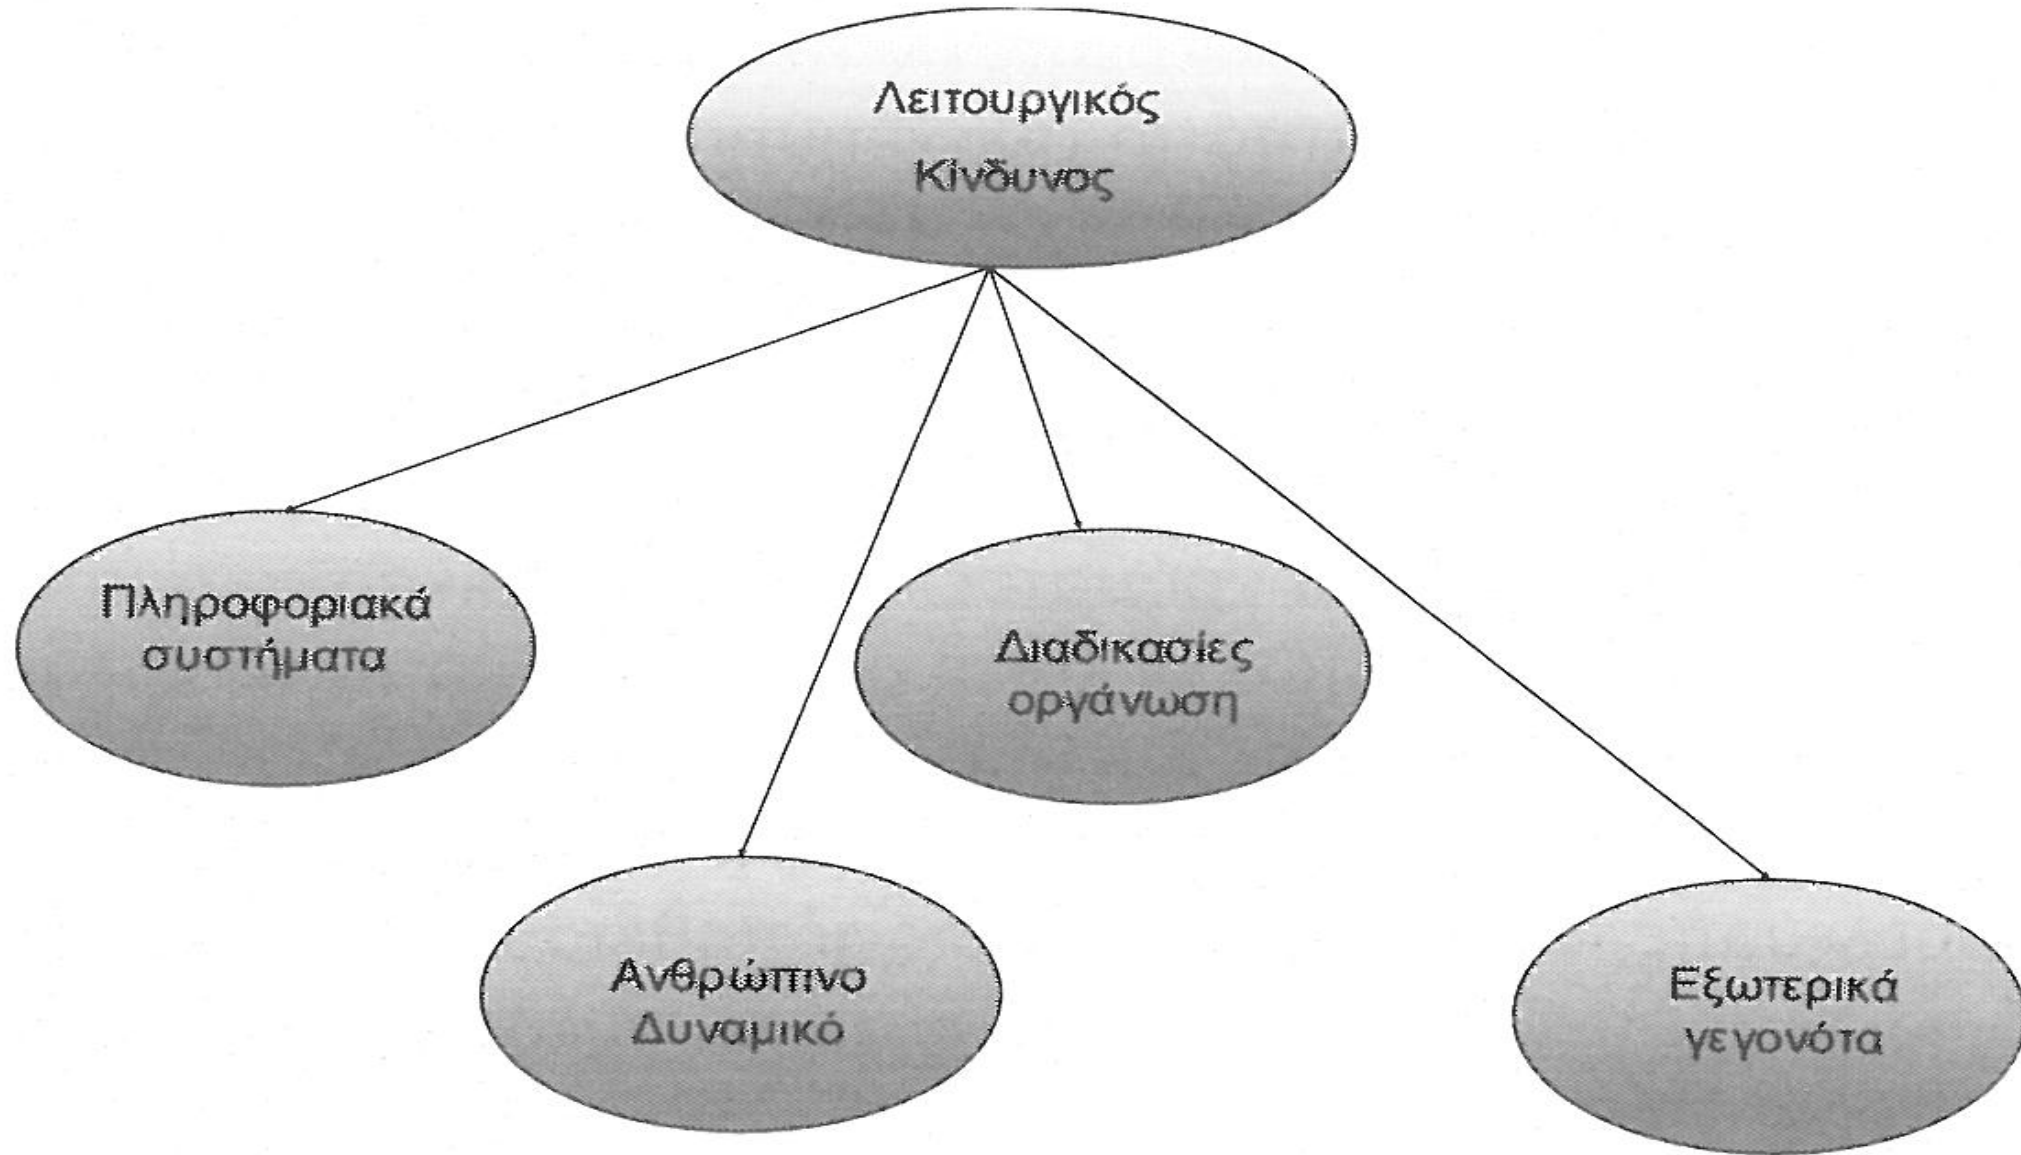 Λειτουργικός
Κίνδυνος
Πληροφοριακά
συστήματα
Διαδικασίες
οργάνωση
Ανθρώπινο
Δυναμικό
Εξωτερικά
γεγονότα